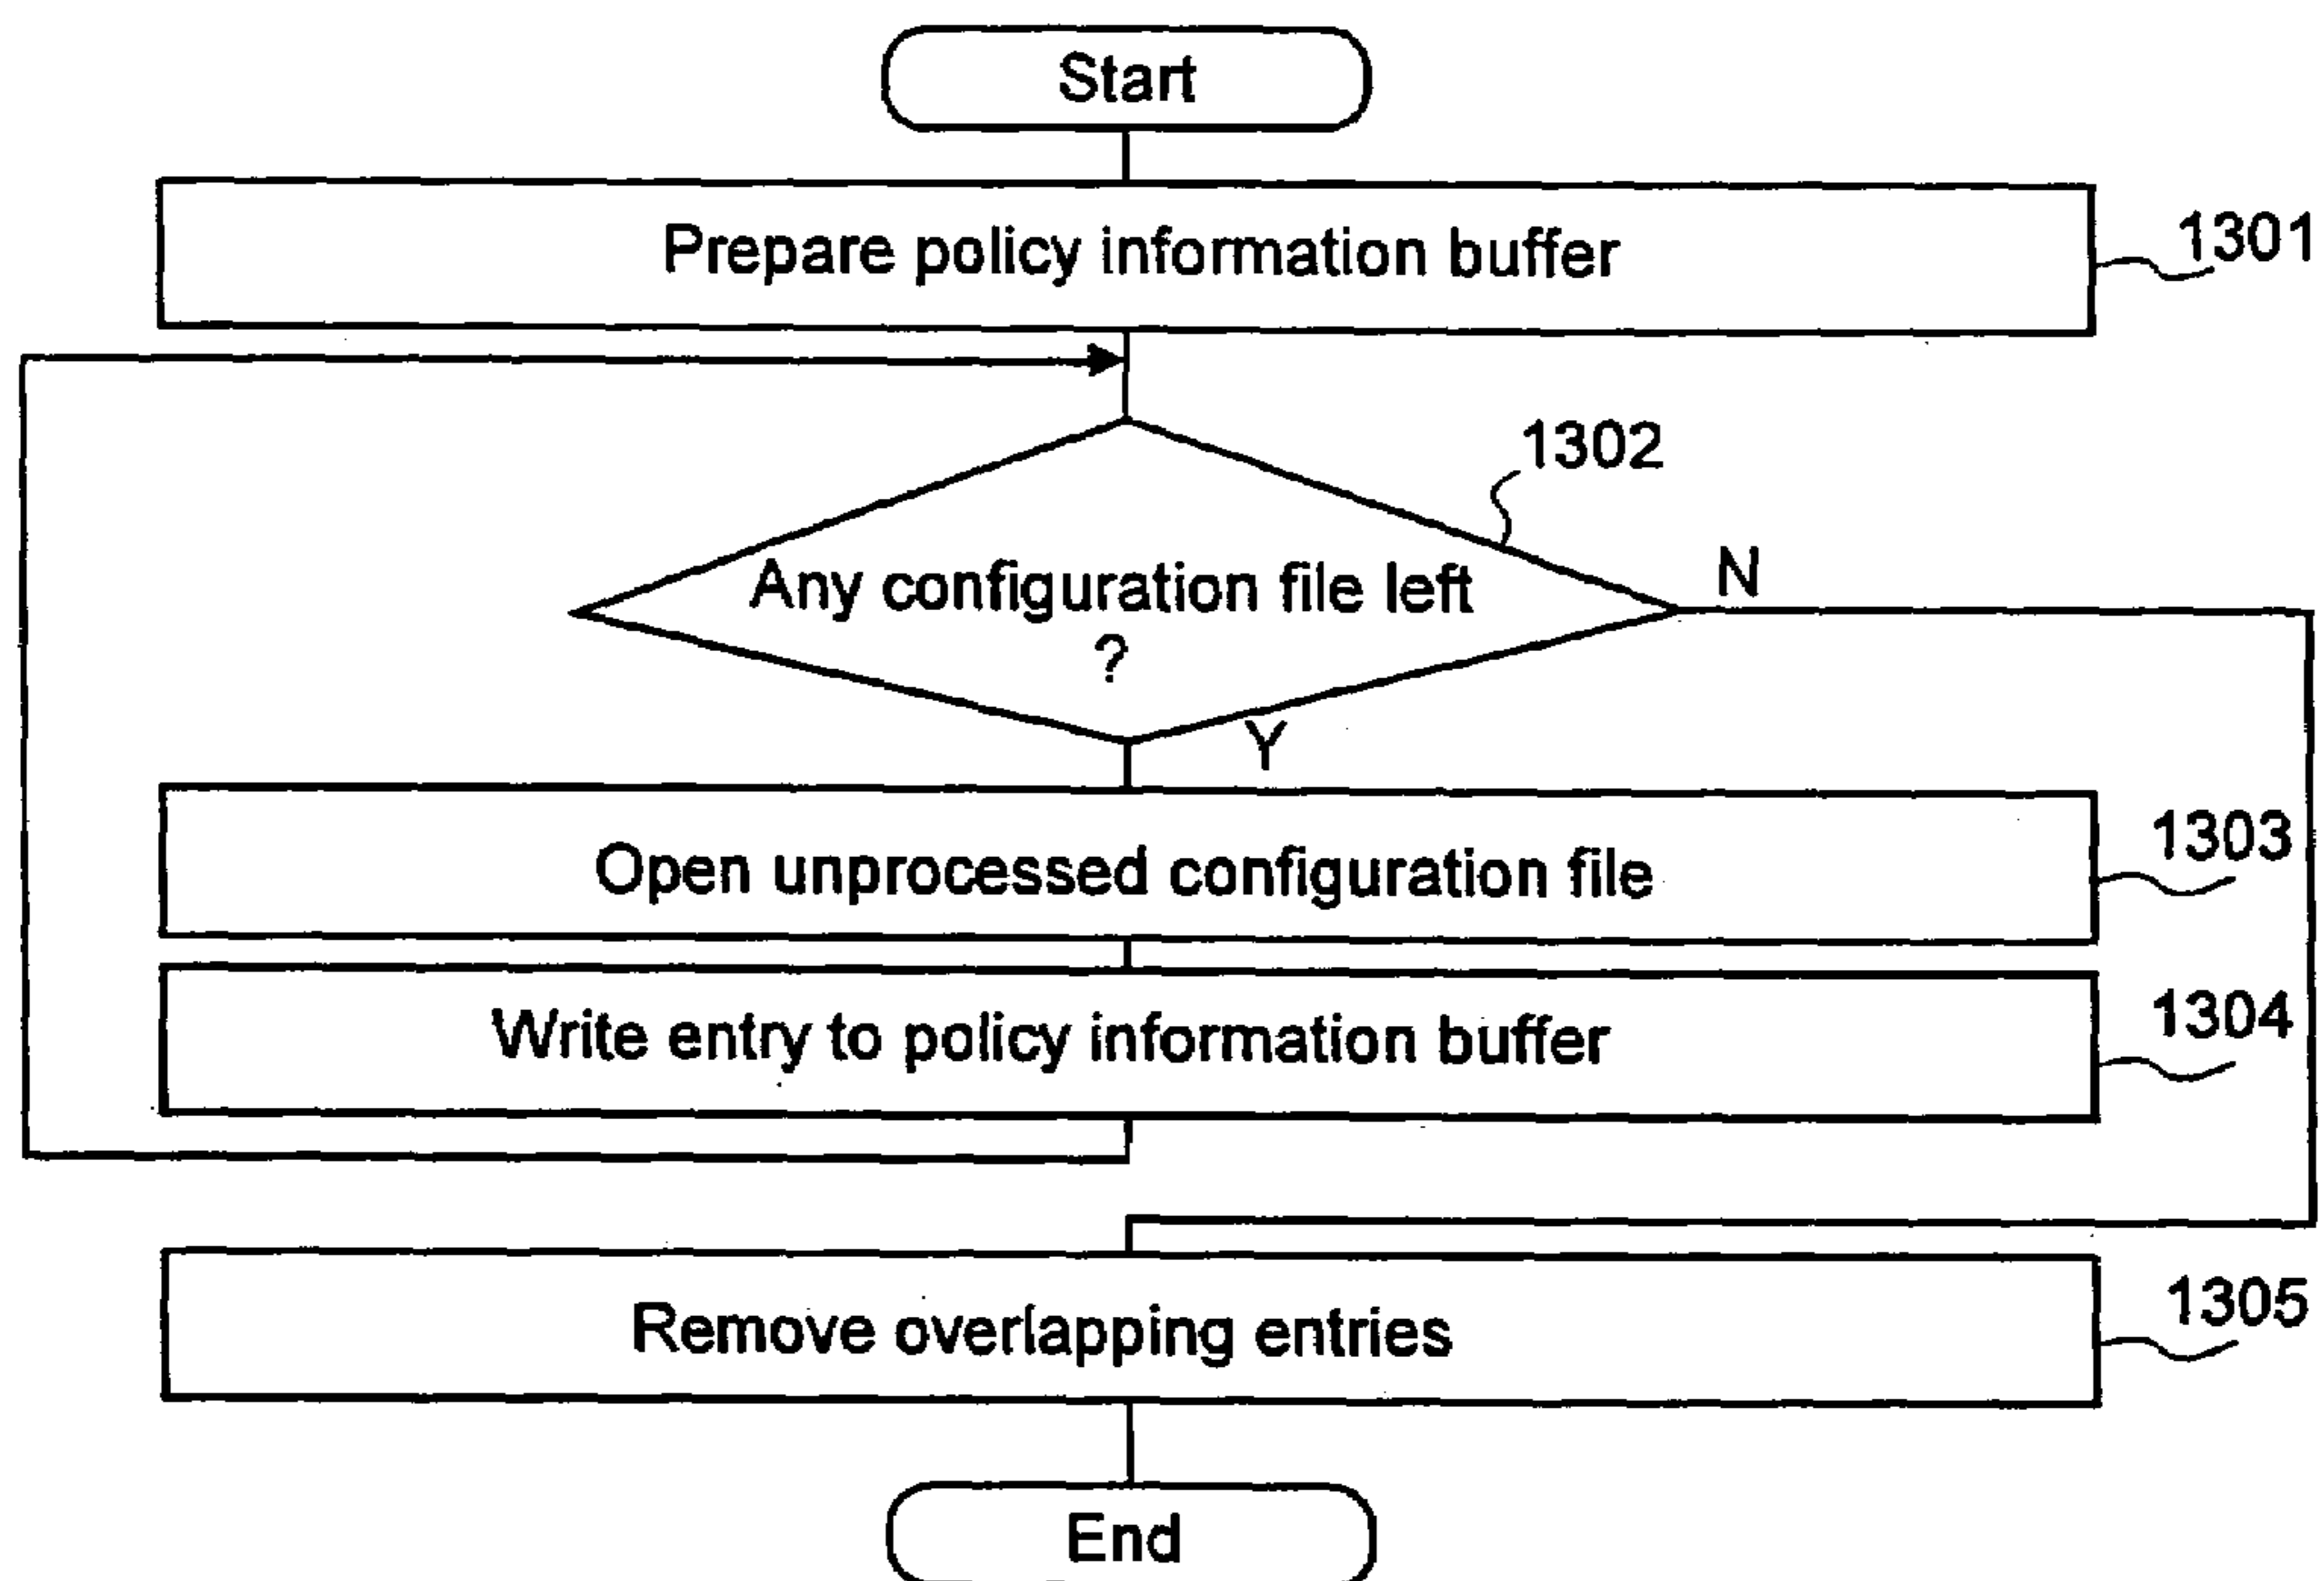 Start
Prepare policy information buffer
1301
1302
Any configuration file left
?
N
Y
Open unprocessed configuration file
1303
Write entry to policy information buffer
1304
Remove overlapping entries
1305
End